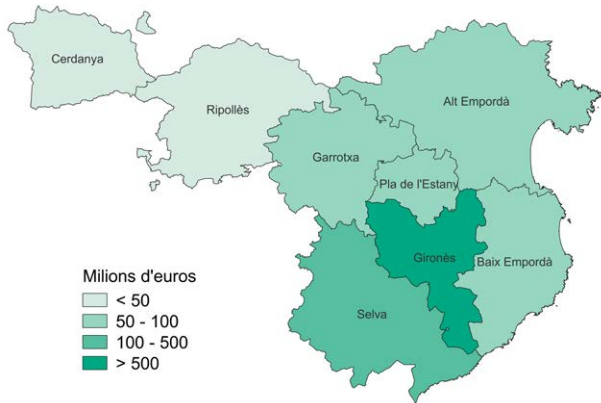 Cerdanya
Ripollès
Alt Empordà
Garrotxa
Pla de l'Estany
Gironès
Baix Empordà
Selva
Milions d'euros
< 50
50 - 100
100 - 500
> 500